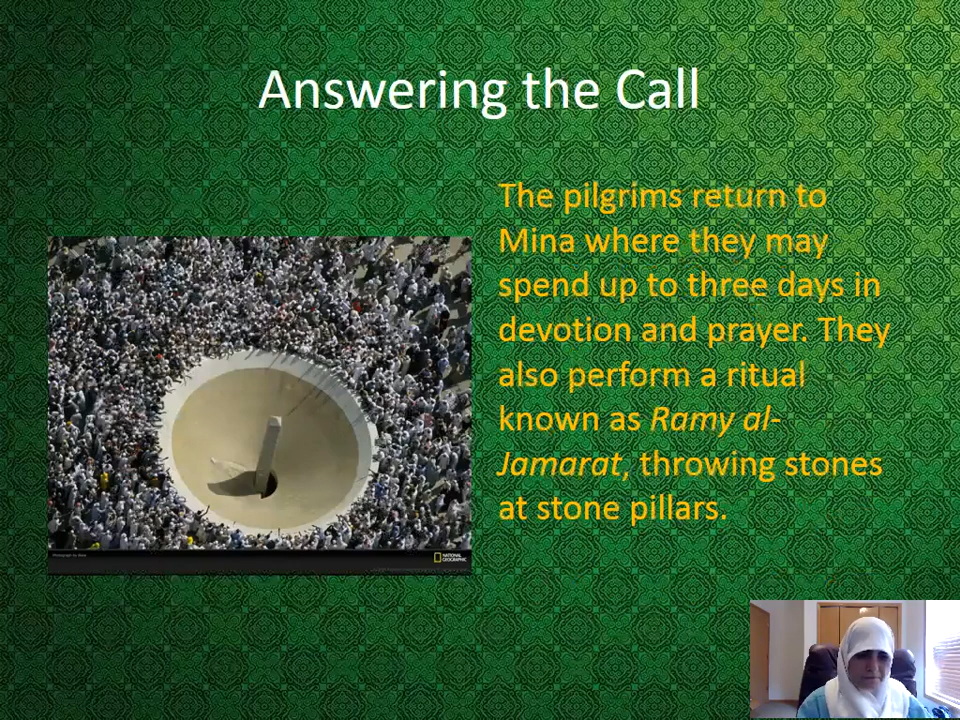 Answering the Call
The pilgrims return to
Mina where they may
spend up to three days in
devotion and prayer. They
also perform a ritual
known as Ramy al-
Jamarat, throwing stones
at stone pillars.
NATIONAL
GEOGRAPHIC